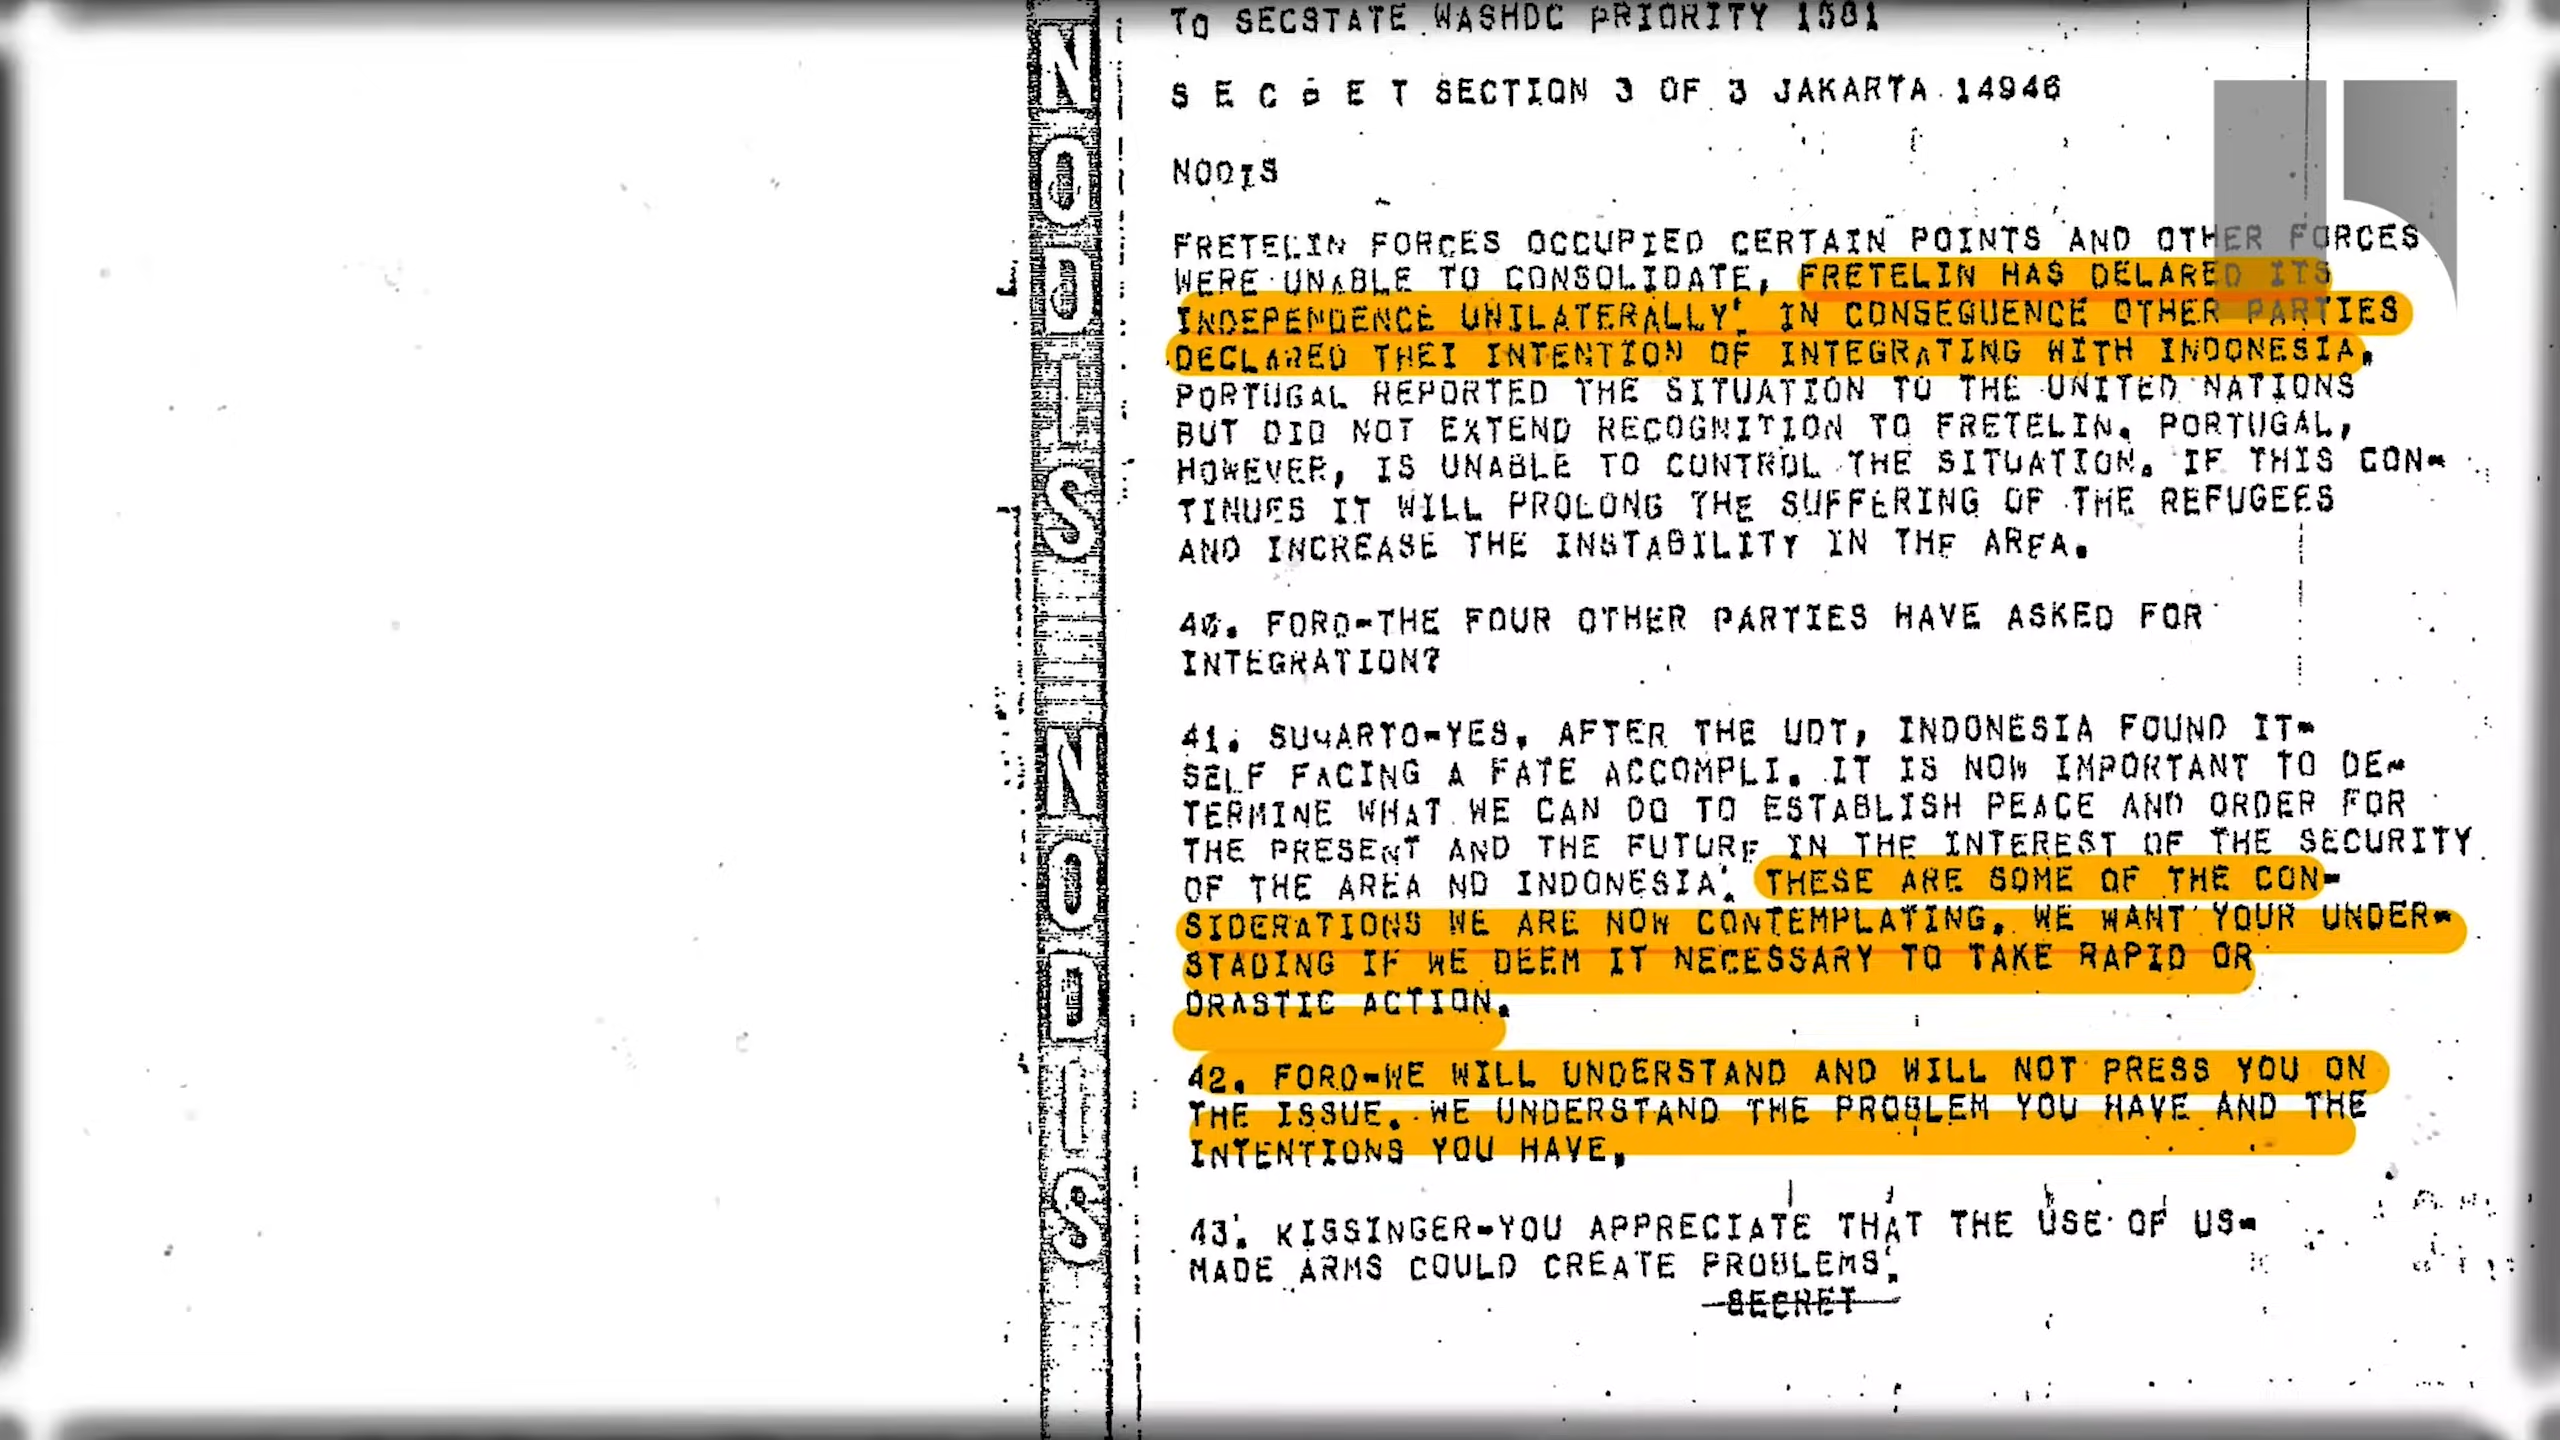 NODIS NODIS
TO SECSTATE WASHDC PRIORITY 1581
S E C R E T SECTION 3 OF 3 JAKARTA 14946
NODIS
FRETELIN FORCES OCCUPIED CERTAIN POINTS AND OTHER FORCES
WERE UNABLE TO CONSOLIDATE, FRETELIN HAS DELARED ITS
INDEPENDENCE UNILATERALLY. IN CONSEGUENCE OTHER PARTIES
DECLARED THEI INTENTION OF INTEGRATING WITH INDONESIA.
PORTUGAL REPORTED THE SITUATION TO THE UNITED NATIONS
BUT DID NOT EXTEND RECOGNITION TO FRETELIN. PORTUGAL,
HOWEVER, IS UNABLE TO CONTROL THE SITUATION. IF THIS CON-
TINUES IT WILL PROLONG THE SUFFERING OF THE REFUGEES
AND INCREASE THE INSTABILITY IN THE AREA.
40. FORD-THE FOUR OTHER PARTIES HAVE ASKED FOR
INTEGRATION?
41. SUHARTO-YES, AFTER THE UDT, INDONESIA FOUND IT-
SELF FACING A FATE ACCOMPLI. IT IS NOW IMPORTANT TO DE-
TERMINE WHAT WE CAN DO TO ESTABLISH PEACE AND ORDER FOR
THE PRESENT AND THE FUTURE IN THE INTEREST OF THE SECURITY
OF THE AREA ND INDONESIA. THESE ARE SOME OF THE CON-
SIDERATIONS WE ARE NOW CONTEMPLATING. WE WANT YOUR UNDER-
STADING IF WE DEEM IT NECESSARY TO TAKE RAPID OR
DRASTIC ACTION.
42. FORD-WE WILL UNDERSTAND AND WILL NOT PRESS YOU ON
THE ISSUE. WE UNDERSTAND THE PROBLEM YOU HAVE AND THE
INTENTIONS YOU HAVE.
43. KISSINGER-YOU APPRECIATE THAT THE USE OF US-
MADE ARMS COULD CREATE PROBLEMS.
SECRET